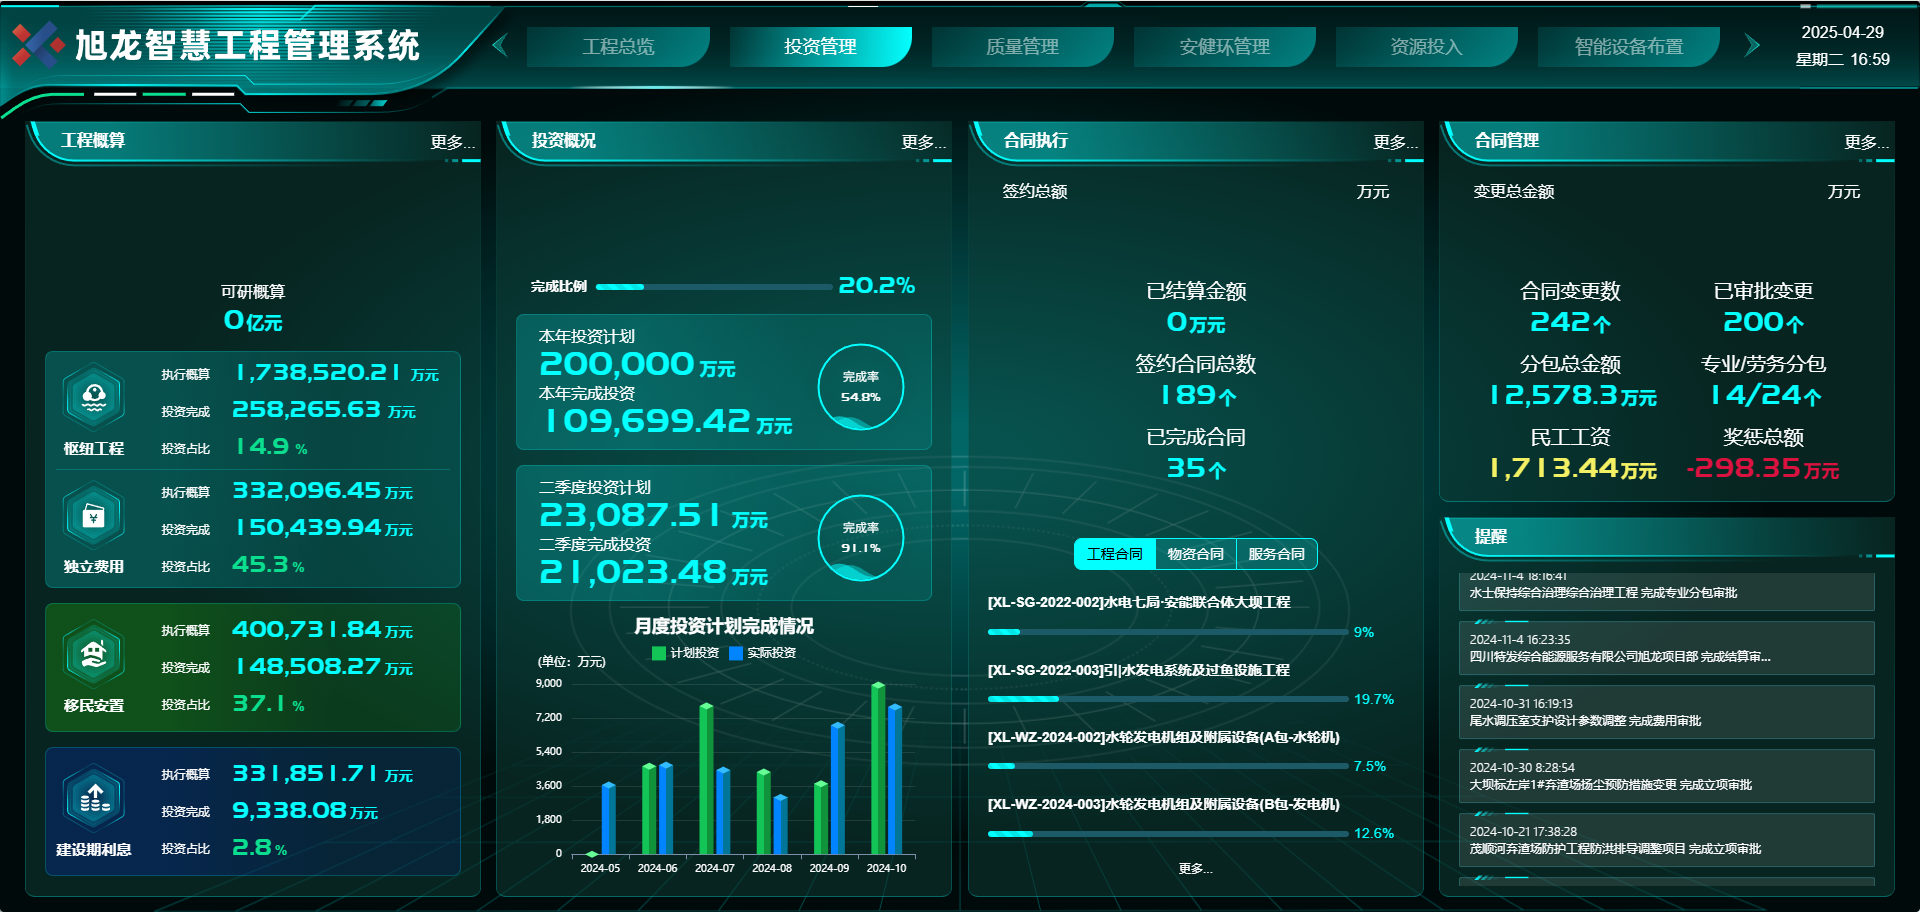 旭龙智慧工程管理系统
工程总览
投资管理
质量管理
安健环管理
资源投入
智能设备布置
2025-04-29
星期二 16:59
工程概算
更多...
可研概算
0亿元
枢纽工程
执行概算 1,738,520.21 万元
投资完成 258,265.63 万元
投资占比 14.9 %
独立费用
执行概算 332,096.45 万元
投资完成 150,439.94 万元
投资占比 45.3 %
移民安置
执行概算 400,731.84 万元
投资完成 148,508.27 万元
投资占比 37.1 %
建设期利息
执行概算 331,851.71 万元
投资完成 9,338.08 万元
投资占比 2.8 %
投资概况
更多...
完成比例 20.2%
本年投资计划
200,000 万元
本年完成投资
109,699.42 万元
完成率
54.8%
二季度投资计划
23,087.51 万元
二季度完成投资
21,023.48 万元
完成率
91.1%
月度投资计划完成情况
计划投资 实际投资
(单位：万元)
9,000
7,200
5,400
3,600
1,800
0
2024-05 2024-06 2024-07 2024-08 2024-09 2024-10
合同执行
更多...
签约总额 万元
已结算金额
0万元
签约合同总数
189个
已完成合同
35个
工程合同 物资合同 服务合同
[XL-SG-2022-002]水电七局·安能联合体大坝工程
9%
[XL-SG-2022-003]引|水发电系统及过鱼设施工程
19.7%
[XL-WZ-2024-002]水轮发电机组及附属设备(A包-水轮机)
7.5%
[XL-WZ-2024-003]水轮发电机组及附属设备(B包-发电机)
12.6%
更多...
合同管理
更多...
变更总金额 万元
合同变更数 已审批变更
242个 200个
分包总金额 专业/劳务分包
12,578.3万元 14/24个
民工工资 奖惩总额
1,713.44万元 -298.35万元
提醒
2024-11-4 18:16:41
水土保持综合治理综合治理工程 完成专业分包审批
2024-11-4 16:23:35
四川特发综合能源服务有限公司旭龙项目部 完成结算审...
2024-10-31 16:19:13
尾水调压室支护设计参数调整 完成费用审批
2024-10-30 8:28:54
大坝标左岸1#弃渣场扬尘预防措施变更 完成立项审批
2024-10-21 17:38:28
茂顺河弃渣场防护工程防洪排导调整项目 完成立项审批